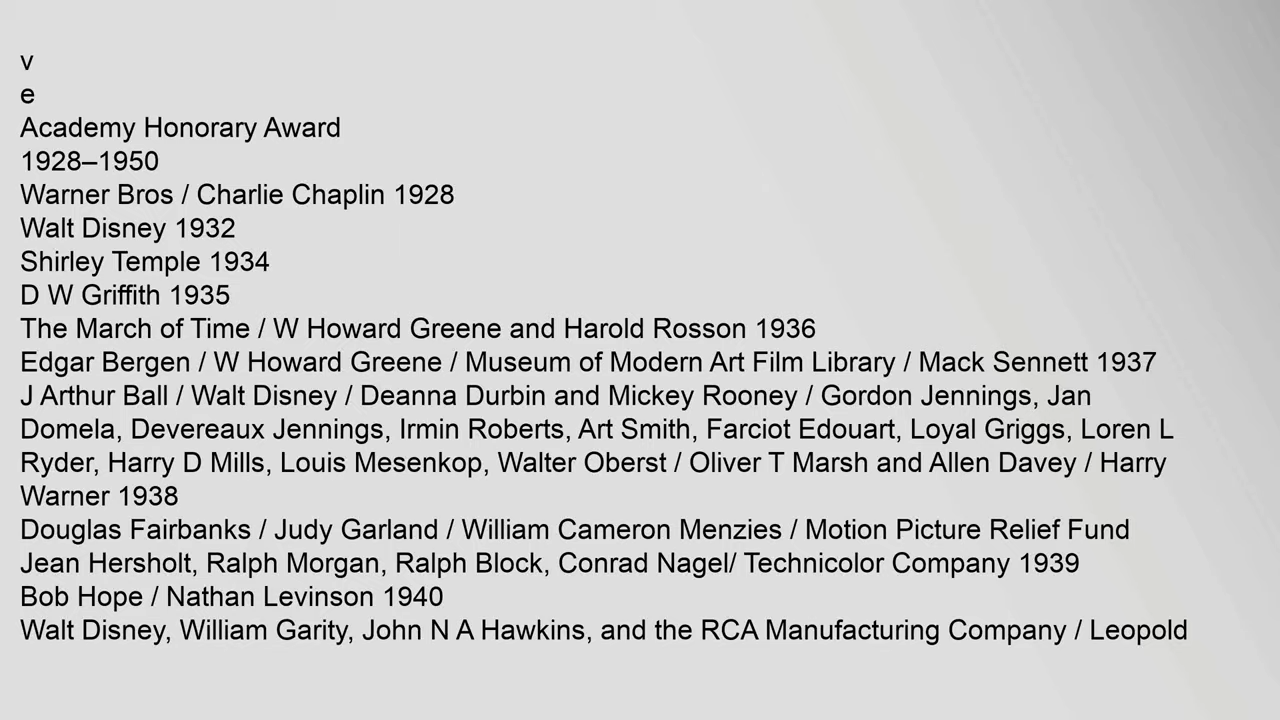 v
e
Academy Honorary Award
1928–1950
Warner Bros / Charlie Chaplin 1928
Walt Disney 1932
Shirley Temple 1934
D W Griffith 1935
The March of Time / W Howard Greene and Harold Rosson 1936
Edgar Bergen / W Howard Greene / Museum of Modern Art Film Library / Mack Sennett 1937
J Arthur Ball / Walt Disney / Deanna Durbin and Mickey Rooney / Gordon Jennings, Jan
Domela, Devereaux Jennings, Irmin Roberts, Art Smith, Farciot Edouart, Loyal Griggs, Loren L
Ryder, Harry D Mills, Louis Mesenkop, Walter Oberst / Oliver T Marsh and Allen Davey / Harry
Warner 1938
Douglas Fairbanks / Judy Garland / William Cameron Menzies / Motion Picture Relief Fund
Jean Hersholt, Ralph Morgan, Ralph Block, Conrad Nagel/ Technicolor Company 1939
Bob Hope / Nathan Levinson 1940
Walt Disney, William Garity, John N A Hawkins, and the RCA Manufacturing Company / Leopold